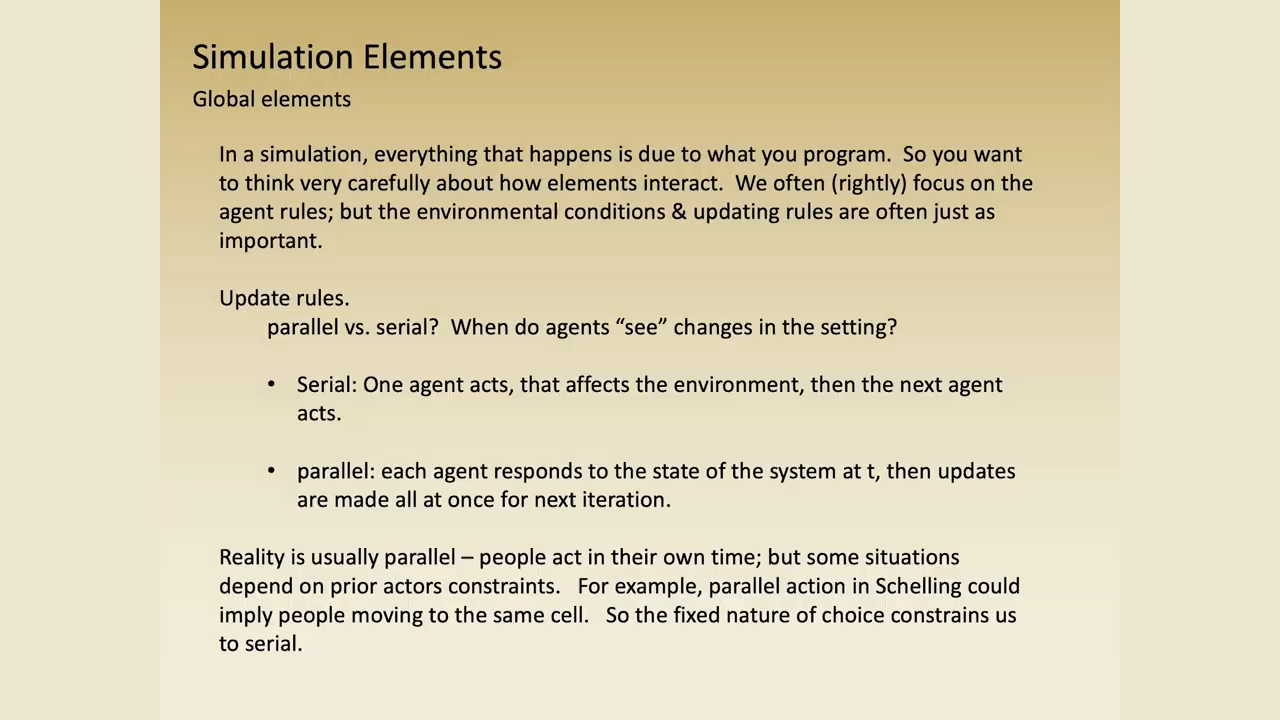 Simulation Elements
Global elements
In a simulation, everything that happens is due to what you program.  So you want
to think very carefully about how elements interact.  We often (rightly) focus on the
agent rules; but the environmental conditions & updating rules are often just as
important.
Update rules.
parallel vs. serial?  When do agents “see” changes in the setting?
• Serial: One agent acts, that affects the environment, then the next agent
acts.
• parallel: each agent responds to the state of the system at t, then updates
are made all at once for next iteration.
Reality is usually parallel – people act in their own time; but some situations
depend on prior actors constraints.   For example, parallel action in Schelling could
imply people moving to the same cell.   So the fixed nature of choice constrains us
to serial.